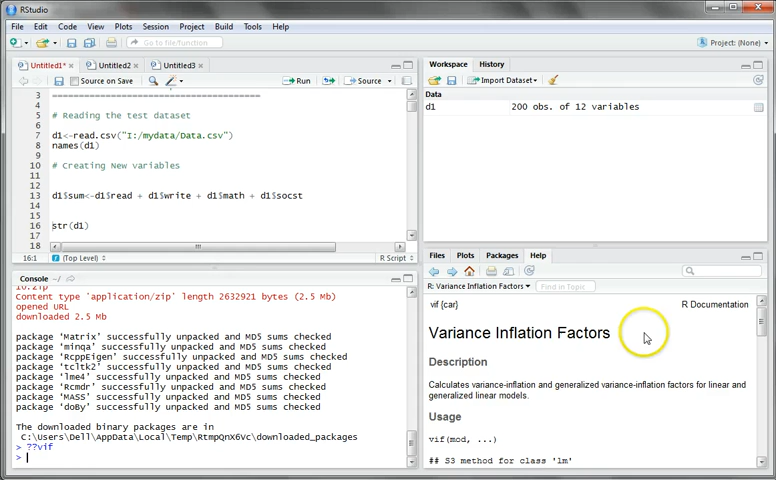 RStudio
File Edit Code View Plots Session Project Build Tools Help
Go to file/function
Project: (None)
Untitled1*
Untitled2
Untitled3
Source on Save
Run
Source
3 ========================================
4
5 # Reading the test dataset
6
7 d1<-read.csv("I:/mydata/Data.csv")
8 names(d1)
9
10 # Creating New variables
11
12
13 d1$sum<-d1$read + d1$write + d1$math + d1$socst
14
15
16 str(d1)
17
18
16:1 (Top Level) R Script
Console ~/
10.zip
Content type 'application/zip' length 2632921 bytes (2.5 Mb)
opened URL
downloaded 2.5 Mb
package 'Matrix' successfully unpacked and MD5 sums checked
package 'minqa' successfully unpacked and MD5 sums checked
package 'RcppEigen' successfully unpacked and MD5 sums checked
package 'tcltk2' successfully unpacked and MD5 sums checked
package 'lme4' successfully unpacked and MD5 sums checked
package 'Rcmdr' successfully unpacked and MD5 sums checked
package 'MASS' successfully unpacked and MD5 sums checked
package 'doBy' successfully unpacked and MD5 sums checked
The downloaded binary packages are in
C:\Users\Dell\AppData\Local\Temp\RtmpQnX6Vc\downloaded_packages
> ??vif
>
Workspace History
Import Dataset
Data
d1 200 obs. of 12 variables
Files Plots Packages Help
R: Variance Inflation Factors Find in Topic
vif {car} R Documentation
Variance Inflation Factors
Description
Calculates variance-inflation and generalized variance-inflation factors for linear and
generalized linear models.
Usage
vif(mod, ...)
## S3 method for class 'lm'